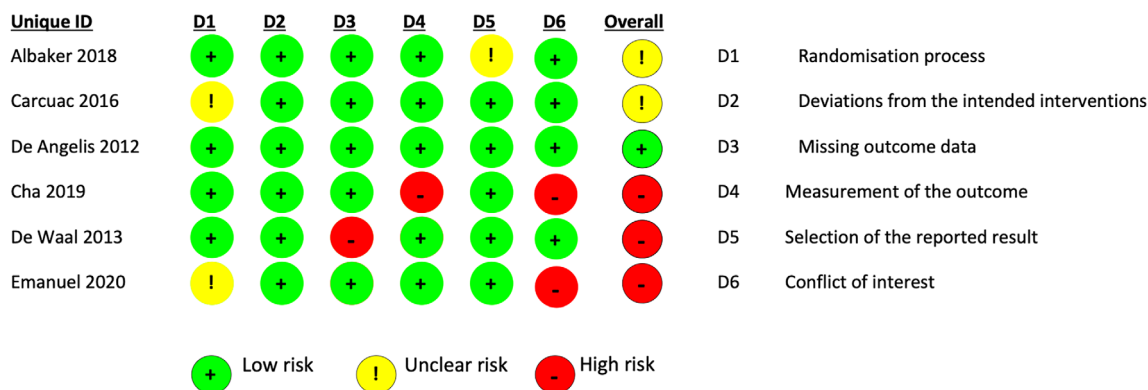 Unique ID D1 D2 D3 D4 D5 D6 Overall
Albaker 2018 + + + + ! + ! D1 Randomisation process
Carcuac 2016 ! + + + + + ! D2 Deviations from the intended interventions
De Angelis 2012 + + + + + + + D3 Missing outcome data
Cha 2019 + + + - + - - D4 Measurement of the outcome
De Waal 2013 + + - + + + - D5 Selection of the reported result
Emanuel 2020 ! + + + + - - D6 Conflict of interest
+ Low risk ! Unclear risk - High risk